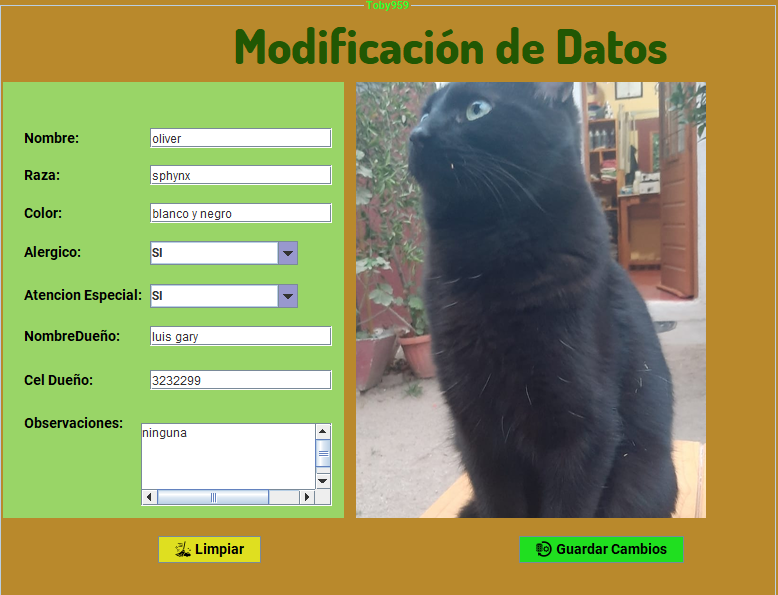 Toby959
Modificación de Datos
Nombre: oliver
Raza: sphynx
Color: blanco y negro
Alergico: SI
Atencion Especial: SI
NombreDueño: luis gary
Cel Dueño: 3232299
Observaciones: ninguna
Limpiar Guardar Cambios